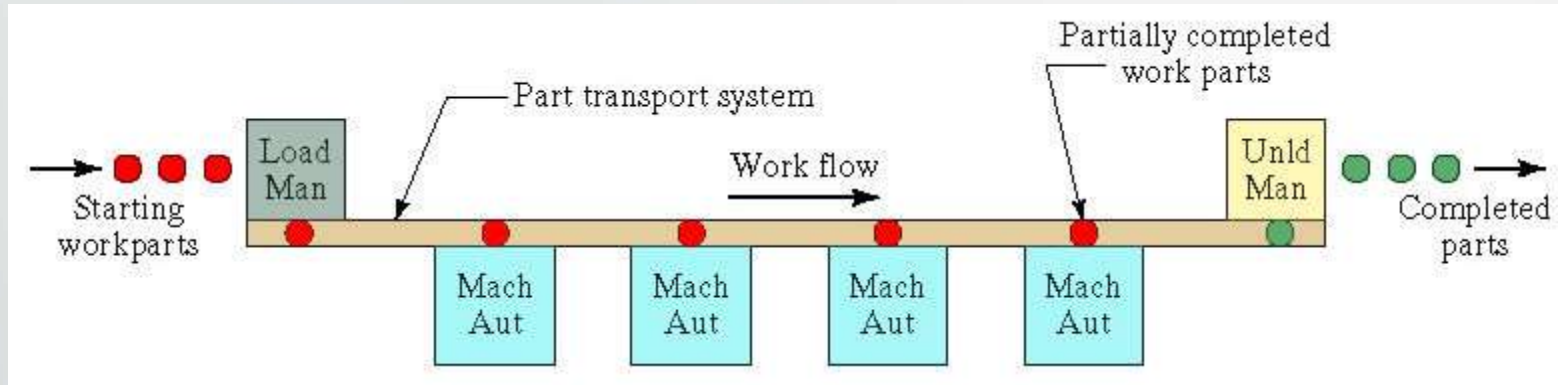 Partially completed
work parts
Part transport system
Load
Man
Work flow
Unld
Man
Starting
workparts
Completed
parts
Mach
Aut
Mach
Aut
Mach
Aut
Mach
Aut